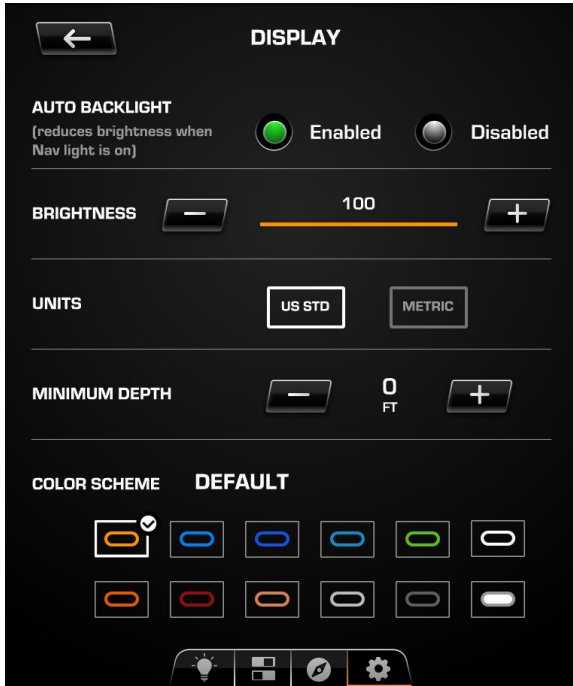 DISPLAY
AUTO BACKLIGHT
(reduces brightness when
Nav light is on)
Enabled
Disabled
BRIGHTNESS
100
UNITS
US STD
METRIC
MINIMUM DEPTH
0
FT
COLOR SCHEME
DEFAULT